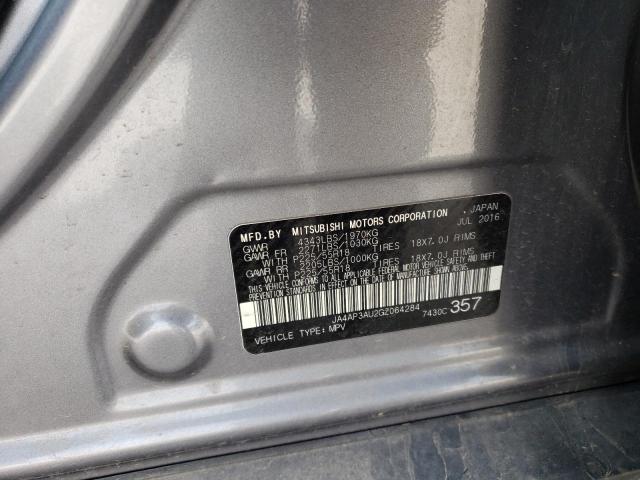 MFD.BY MITSUBISHI MOTORS CORPORATION JAPAN
JUL 2016
GVWR 4343LBS/1970KG
GAWR FR 2271LBS/1030KG
WITH P225/55R18 TIRES 18X7.0J RIMS
GAWR RR 2205LBS/1000KG
WITH P225/55R18 TIRES 18X7.0J RIMS
THIS VEHICLE CONFORMS TO ALL APPLICABLE FEDERAL MOTOR VEHICLE SAFETY, BUMPER AND THEFT
PREVENTION STANDARDS IN EFFECT ON THE DATE OF MANUFACTURE SHOWN ABOVE.
JA4AP3AU2GZ064284 7430C 357
VEHICLE TYPE: MPV